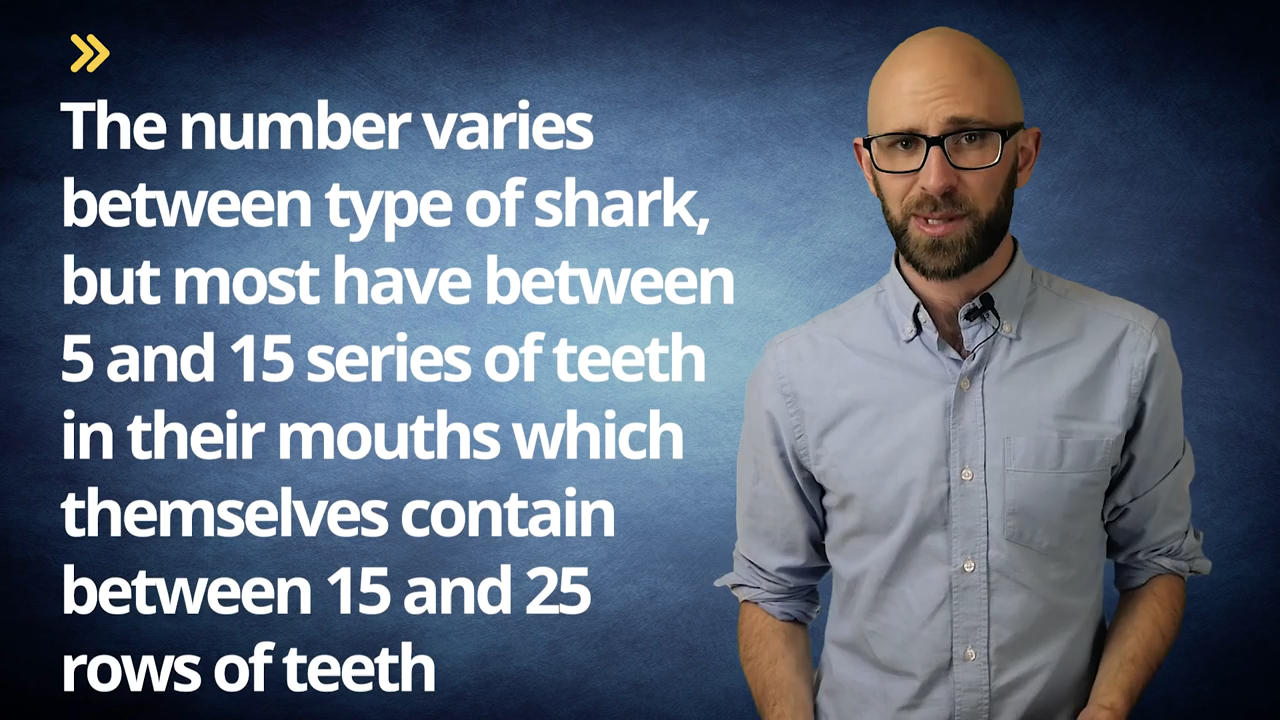 The number varies
between type of shark,
but most have between
5 and 15 series of teeth
in their mouths which
themselves contain
between 15 and 25
rows of teeth